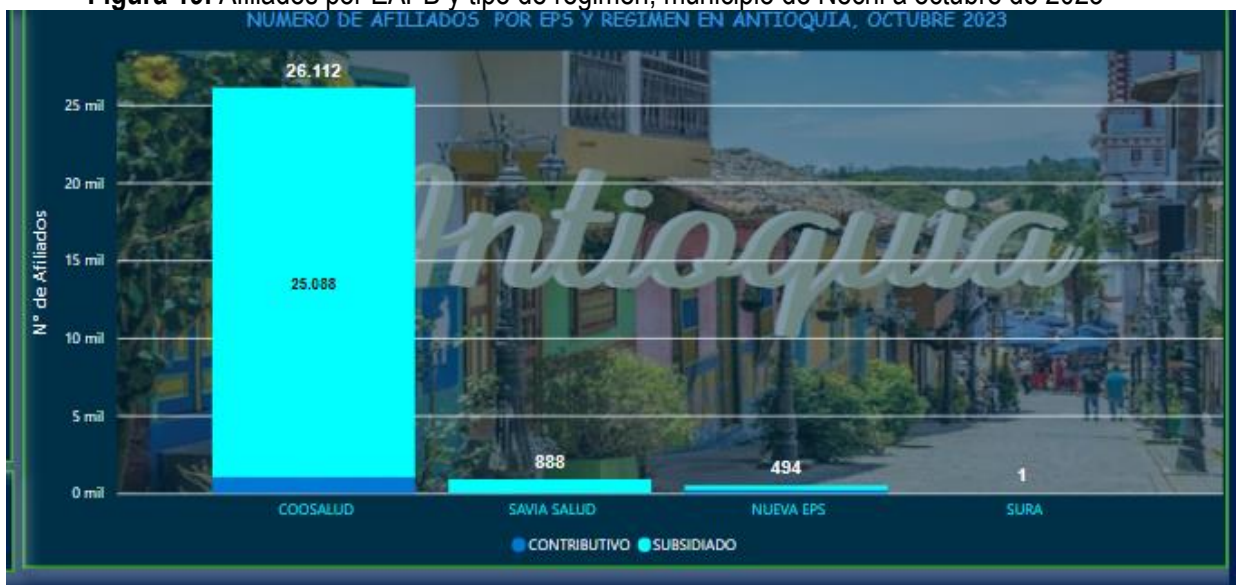 Figura 10. Afiliados por EAPB y tipo de régimen, municipio de Nechí a octubre de 2023
NÚMERO DE AFILIADOS POR EPS Y REGIMEN EN ANTIOQUIA, OCTUBRE 2023
26.112
25 mil
20 mil
Antioquia
15 mil
25.088
N° de Afiliados
10 mil
5 mil
888
494
1
0 mil
COOSALUD SAVIA SALUD NUEVA EPS SURA
CONTRIBUTIVO SUBSIDIADO